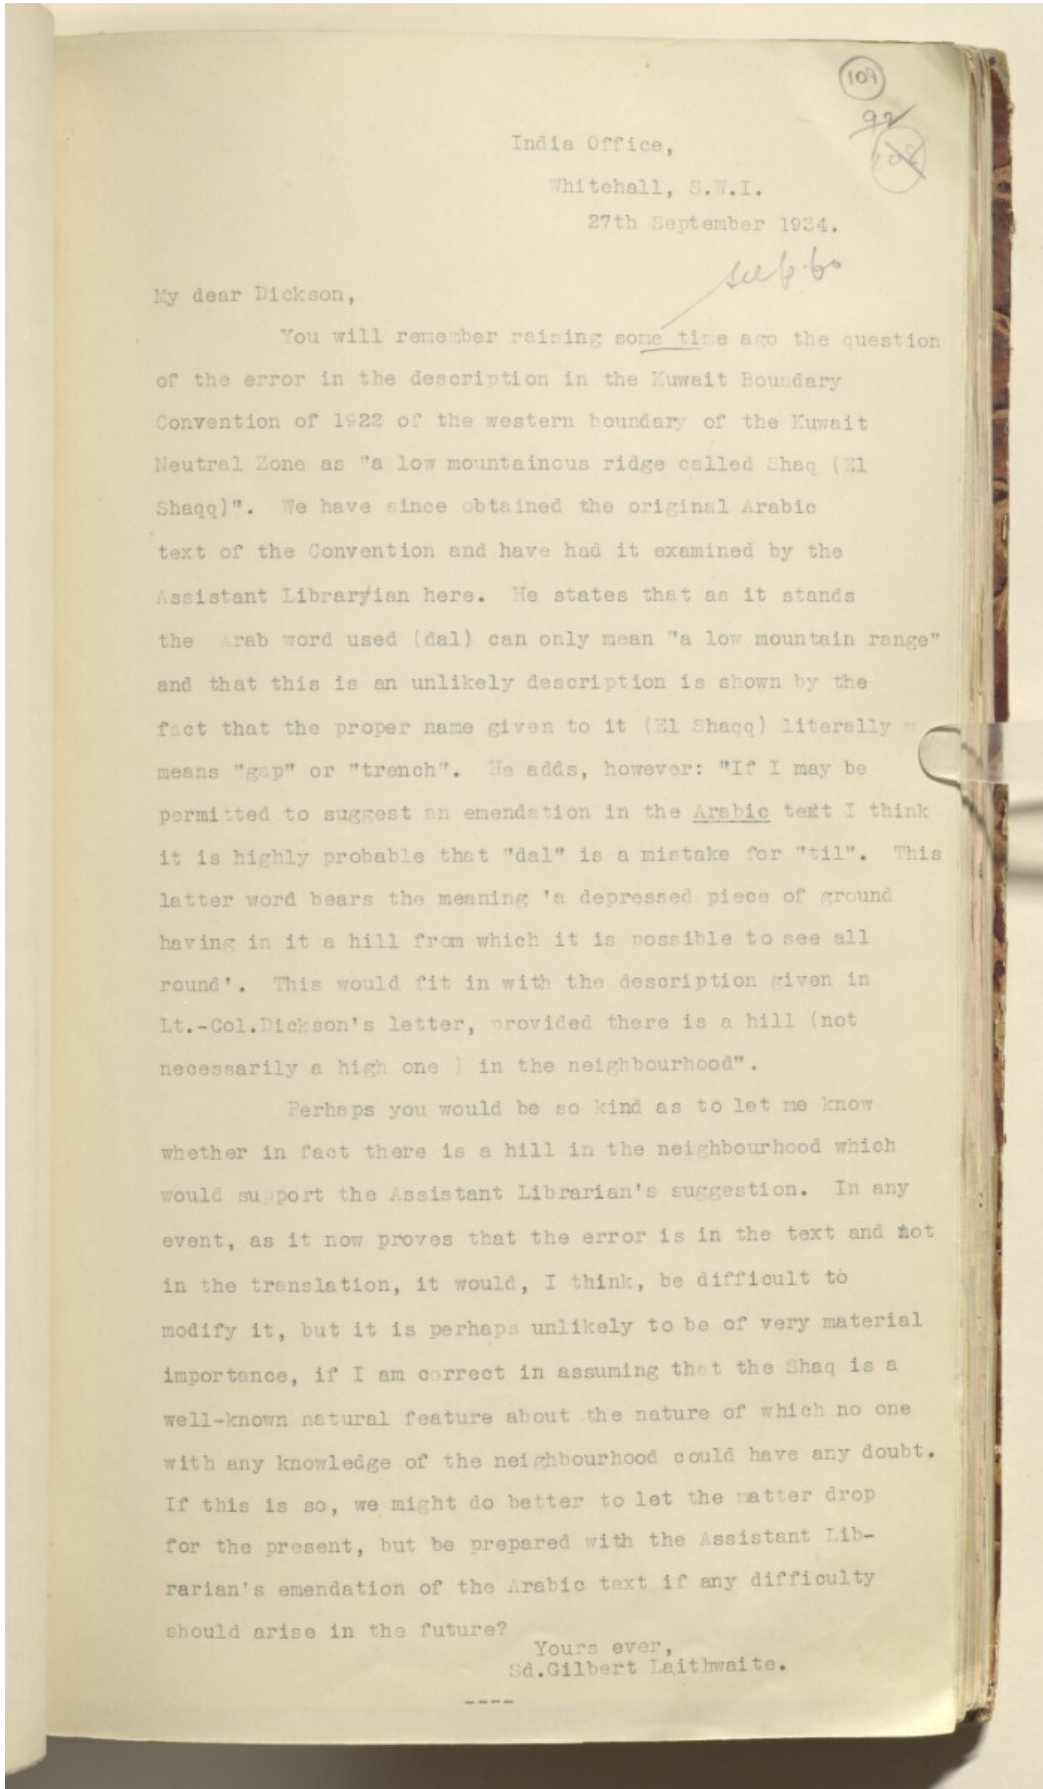 109
92
108
India Office,
Whitehall, S.W.I.
27th September 1934.
see p. 60
My dear Dickson,
You will remember raising some time ago the question
of the error in the description in the Kuwait Boundary
Convention of 1922 of the western boundary of the Kuwait
Neutral Zone as "a low mountainous ridge called Shaq (El
Shaqq)". We have since obtained the original Arabic
text of the Convention and have had it examined by the
Assistant Librarian here. He states that as it stands
the Arab word used (dal) can only mean "a low mountain range"
and that this is an unlikely description is shown by the
fact that the proper name given to it (El Shaqq) literally
means "gap" or "trench". He adds, however: "If I may be
permitted to suggest an emendation in the Arabic text I think
it is highly probable that "dal" is a mistake for "til". This
latter word bears the meaning 'a depressed piece of ground
having in it a hill from which it is possible to see all
round'. This would fit in with the description given in
Lt.-Col.Dickson's letter, provided there is a hill (not
necessarily a high one ) in the neighbourhood".
Perhaps you would be so kind as to let me know
whether in fact there is a hill in the neighbourhood which
would support the Assistant Librarian's suggestion. In any
event, as it now proves that the error is in the text and not
in the translation, it would, I think, be difficult to
modify it, but it is perhaps unlikely to be of very material
importance, if I am correct in assuming that the Shaq is a
well-known natural feature about the nature of which no one
with any knowledge of the neighbourhood could have any doubt.
If this is so, we might do better to let the matter drop
for the present, but be prepared with the Assistant Lib-
rarian's emendation of the Arabic text if any difficulty
should arise in the future?
Yours ever,
Sd.Gilbert Laithwaite.
----